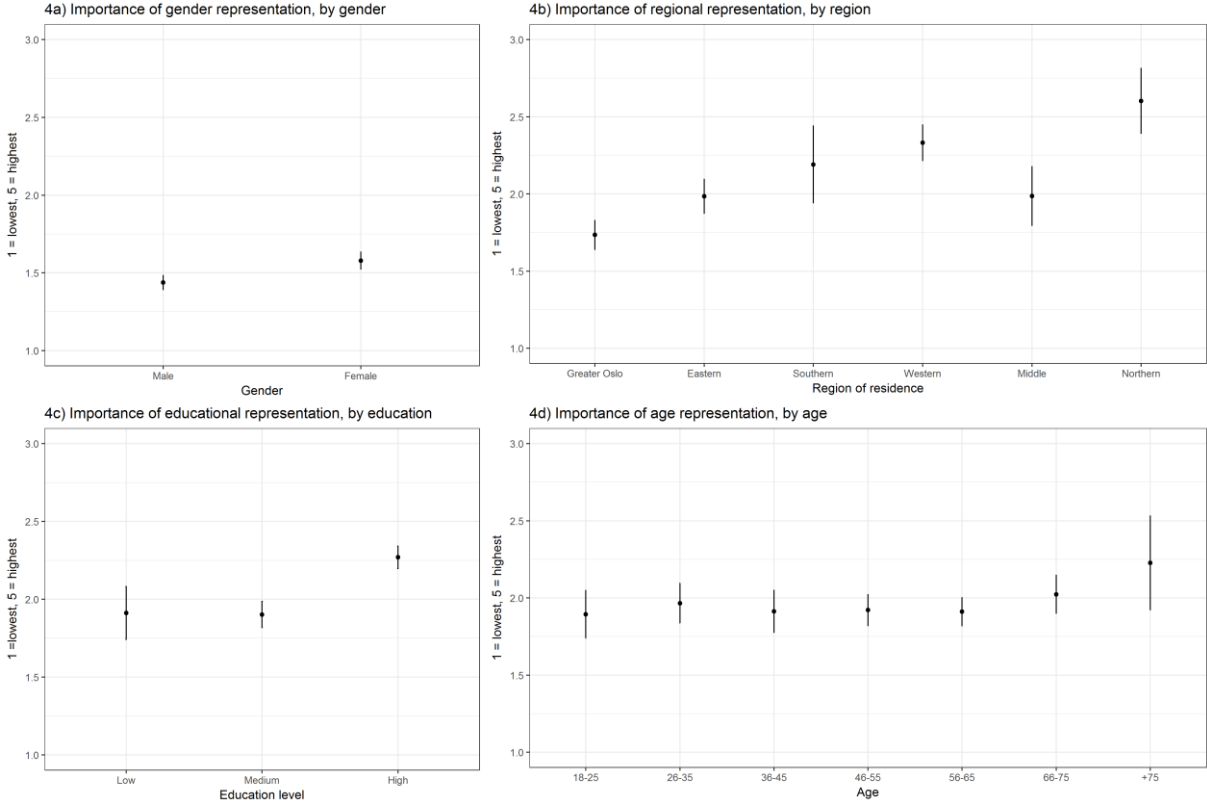 4a) Importance of gender representation, by gender
1 = lowest, 5 = highest
3.0
2.5
2.0
1.5
1.0
Male Female
Gender
4b) Importance of regional representation, by region
1 = lowest, 5 = highest
3.0
2.5
2.0
1.5
1.0
Greater Oslo Eastern Southern Western Middle Northern
Region of residence
4c) Importance of educational representation, by education
1 =lowest, 5 = highest
3.0
2.5
2.0
1.5
1.0
Low Medium High
Education level
4d) Importance of age representation, by age
1 = lowest, 5 = highest
3.0
2.5
2.0
1.5
1.0
18-25 26-35 36-45 46-55 56-65 66-75 +75
Age